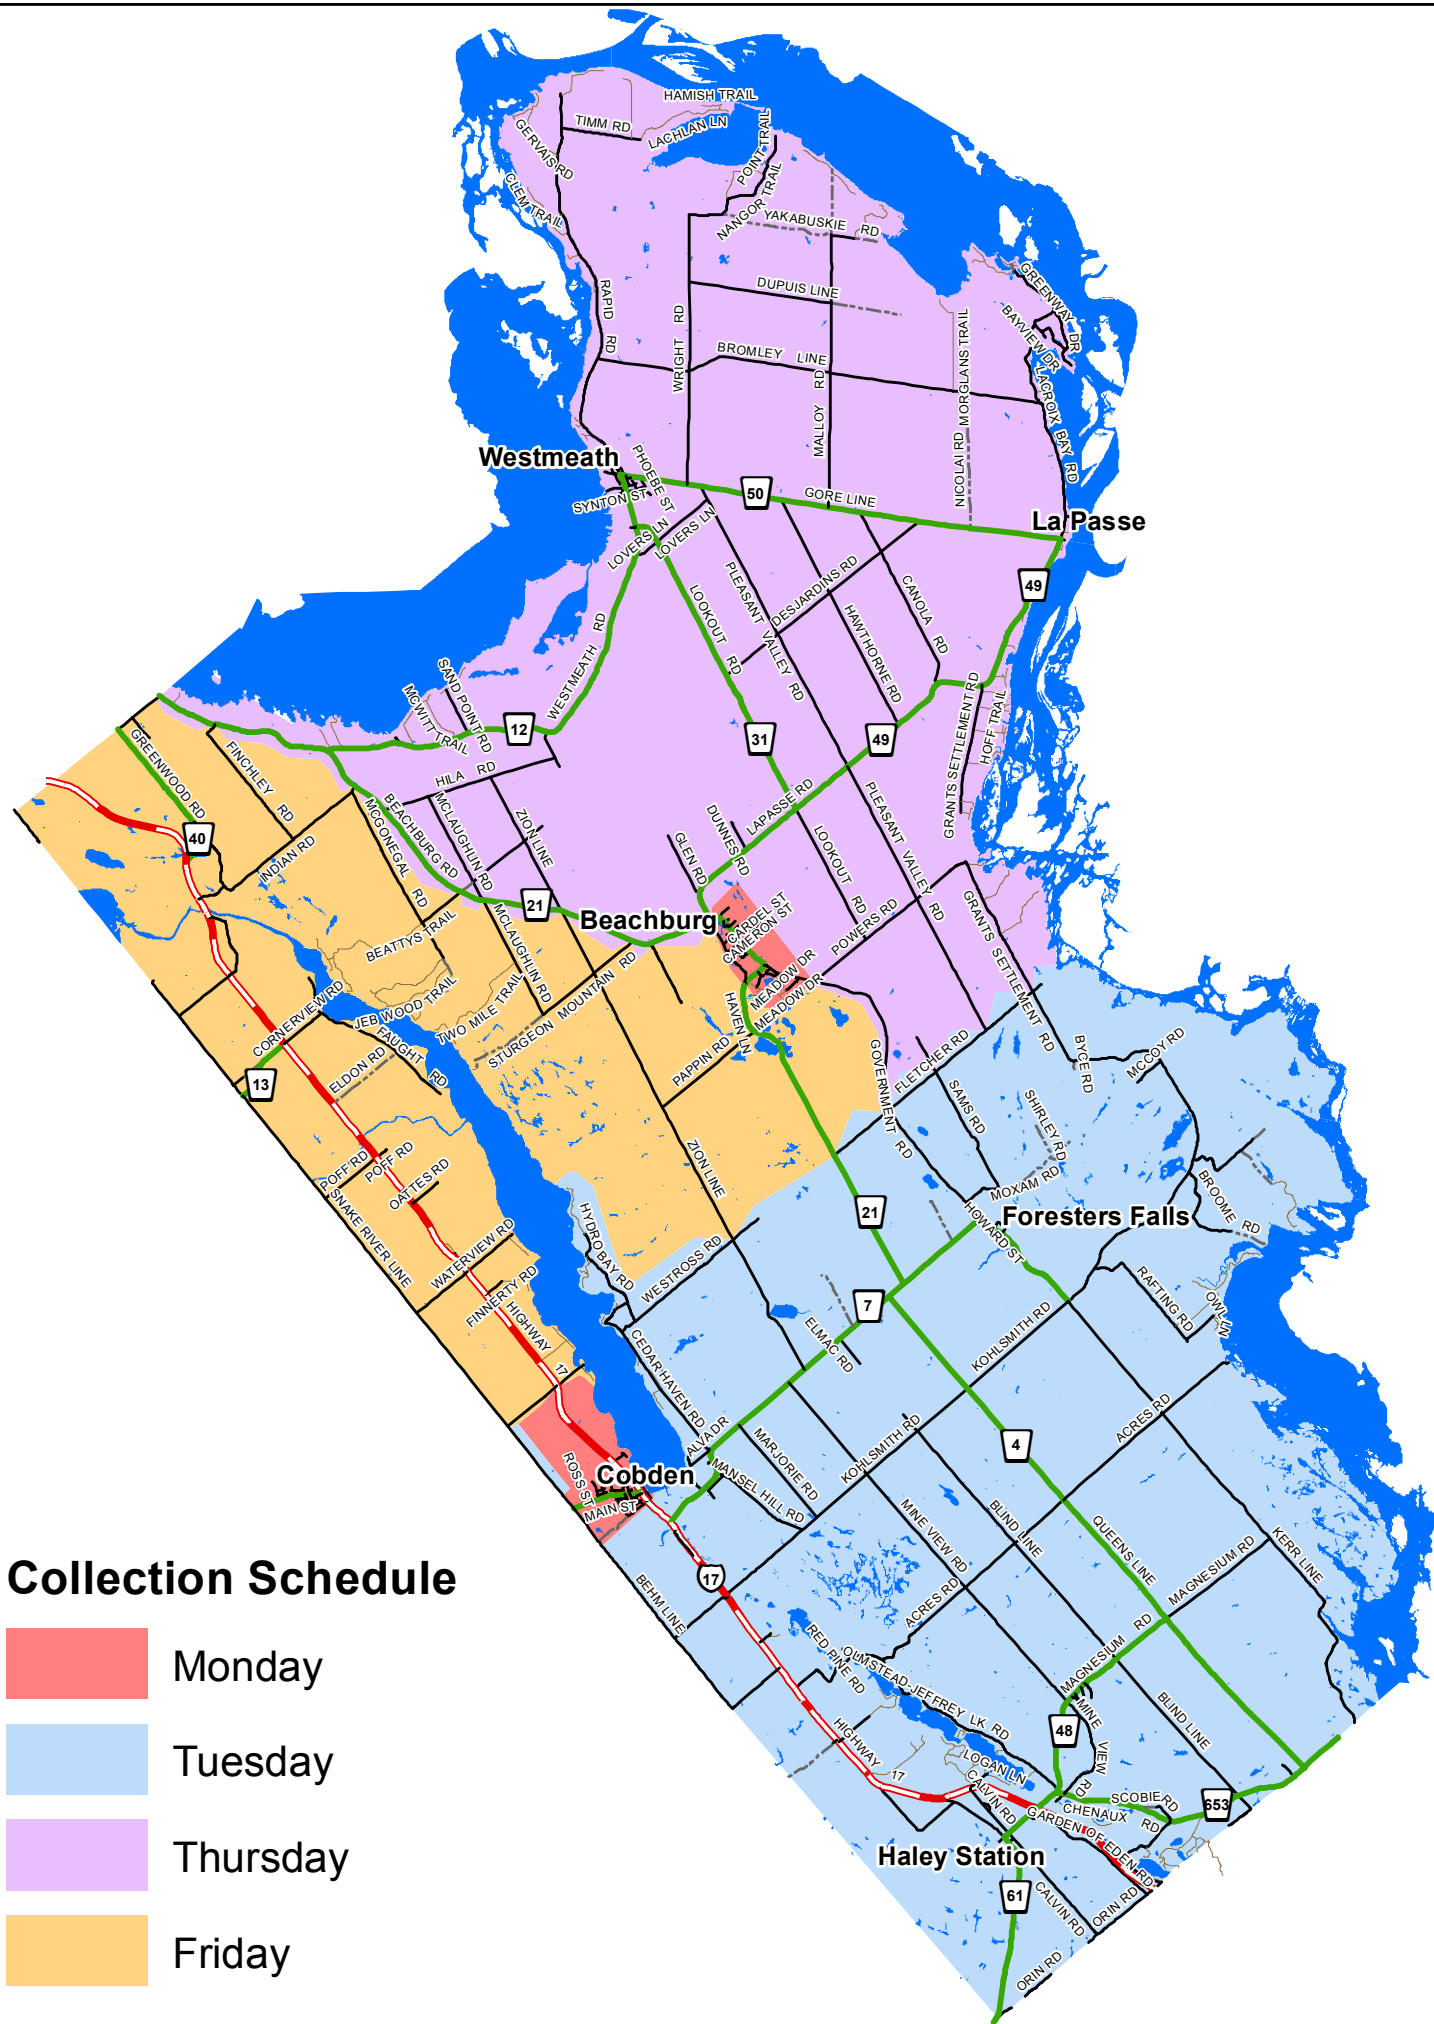 HAMISH TRAIL
TIMM RD
LACHLAN LN
GERVAIS RD
POINT TRAIL
CLEM TRAIL
NANGOR TRAIL
YAKABUSKIE RD
GREENWAY DR
RAPID RD
DUPUIS LINE
WRIGHT RD
BAYVIEW DR
BROMLEY LINE
MALLOY RD
MORGLANS TRAIL
NICOLAI RD
LACROIX BAY RD
Westmeath
PHOEBE ST
SYNTON ST
50
GORE LINE
La Passe
LOVERS LN
LOVERS LN
49
LOOKOUT RD
PLEASANT VALLEY RD
DESJARDINS RD
HAWTHORNE RD
CANOLA RD
WESTMEATH RD
SAND POINT RD
MCWITT TRAIL
12
31
49
GRANTS SETTLEMENT RD
HOFF TRAIL
GREENWOOD RD
FINCHLEY RD
HILA RD
40
INDIAN RD
MCGONEGAL RD
BEACHBURG RD
MCLAUGHLIN RD
ZION LINE
GLEN RD
DUNNES RD
LAPASSE RD
LOOKOUT RD
PLEASANT VALLEY RD
21
Beachburg
CARDEL ST
CAMERON ST
POWERS RD
GRANTS SETTLEMENT RD
BEATTYS TRAIL
MCLAUGHLIN RD
MEADOW DR
MEADOW DR
HAVEN LN
CORNERVIEW RD
JEB WOOD TRAIL
TWO MILE TRAIL
STURGEON MOUNTAIN RD
FAUGHT RD
ELDON RD
13
PAPPIN RD
GOVERNMENT RD
FLETCHER RD
SAMS RD
SHIRLEY RD
BYCE RD
MCCOY RD
POFF RD
POFF RD
OATTES RD
SNAKE RIVER LINE
ZION LINE
MOXAM RD
BROOME RD
21
HOWARD ST
Foresters Falls
HYDRO BAY RD
WESTROSS RD
WATERVIEW RD
FINNERTY RD
HIGHWAY 17
7
ELMAC RD
KOHLSMITH RD
RAFTING RD
OWL LN
CEDAR HAVEN RD
ALVA DR
MARJORIE RD
MANSEL HILL RD
KOHLSMITH RD
4
ACRES RD
ROSS ST
Cobden
MAIN ST
MINE VIEW RD
BLIND LINE
QUEENS LINE
KERR LINE
MAGNESIUM RD
17
BEHM LINE
ACRES RD
RED PINE RD
OLMSTEAD-JEFFREY LK RD
MAGNESIUM RD
HIGHWAY 17
48
MINE VIEW RD
BLIND LINE
LOGAN LN
CALVIN RD
SCOBIE RD
653
CHENAUX RD
GARDEN OF EDEN RD
Haley Station
61
CALVIN RD
ORIN RD
ORIN RD
Collection Schedule
Monday
Tuesday
Thursday
Friday